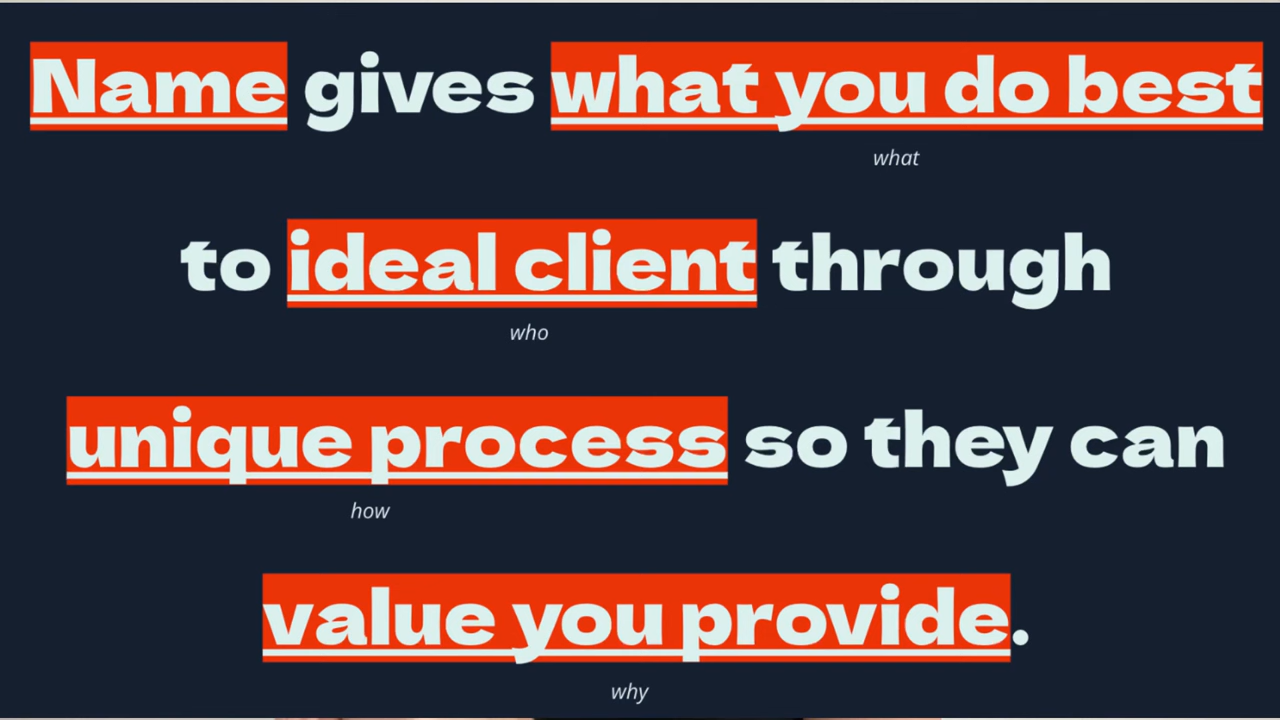 Name gives what you do best
what
to ideal client through
who
unique process so they can
how
value you provide.
why